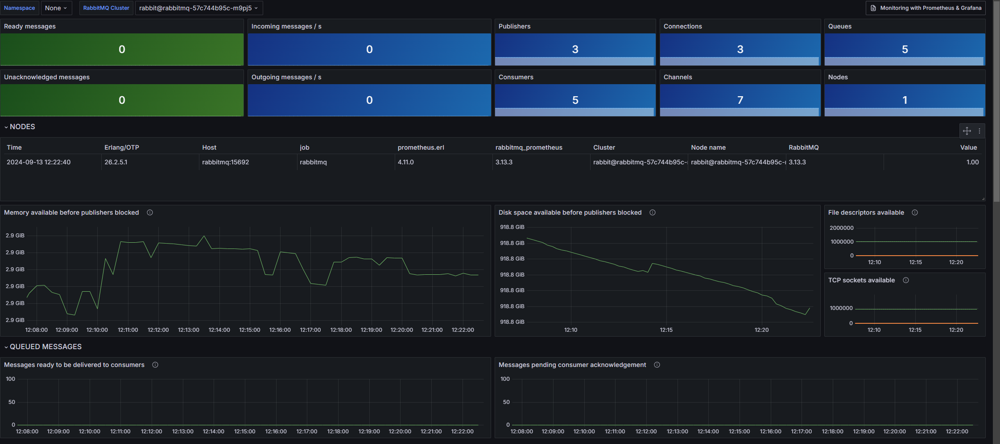 Namespace None RabbitMQ Cluster rabbit@rabbitmq-57c744b95c-m9pj5 Monitoring with Prometheus & Grafana
Ready messages Incoming messages / s Publishers Connections Queues
0 0 3 3 5
Unacknowledged messages Outgoing messages / s Consumers Channels Nodes
0 0 5 7 1
NODES
Time Erlang/OTP Host job prometheus.erl rabbitmq_prometheus Cluster Node name RabbitMQ Value
2024-09-13 12:22:40 26.2.5.1 rabbitmq:15692 rabbitmq 4.11.0 3.13.3 rabbit@rabbitmq-57c744b95c- rabbit@rabbitmq-57c744b95c- 3.13.3 1.00
Memory available before publishers blocked
2.9 GiB
2.9 GiB
2.9 GiB
2.9 GiB
2.9 GiB
2.9 GiB
12:08:00 12:09:00 12:10:00 12:11:00 12:12:00 12:13:00 12:14:00 12:15:00 12:16:00 12:17:00 12:18:00 12:19:00 12:20:00 12:21:00 12:22:00
Disk space available before publishers blocked
918.8 GiB
918.8 GiB
918.8 GiB
918.8 GiB
918.8 GiB
918.8 GiB
918.8 GiB
12:10 12:15 12:20
File descriptors available
2000000
1000000
0
12:10 12:15 12:20
TCP sockets available
1000000
0
12:10 12:15 12:20
QUEUED MESSAGES
Messages ready to be delivered to consumers
100
50
0
12:08:00 12:09:00 12:10:00 12:11:00 12:12:00 12:13:00 12:14:00 12:15:00 12:16:00 12:17:00 12:18:00 12:19:00 12:20:00 12:21:00 12:22:00
Messages pending consumer acknowledgement
100
50
0
12:08:00 12:09:00 12:10:00 12:11:00 12:12:00 12:13:00 12:14:00 12:15:00 12:16:00 12:17:00 12:18:00 12:19:00 12:20:00 12:21:00 12:22:00